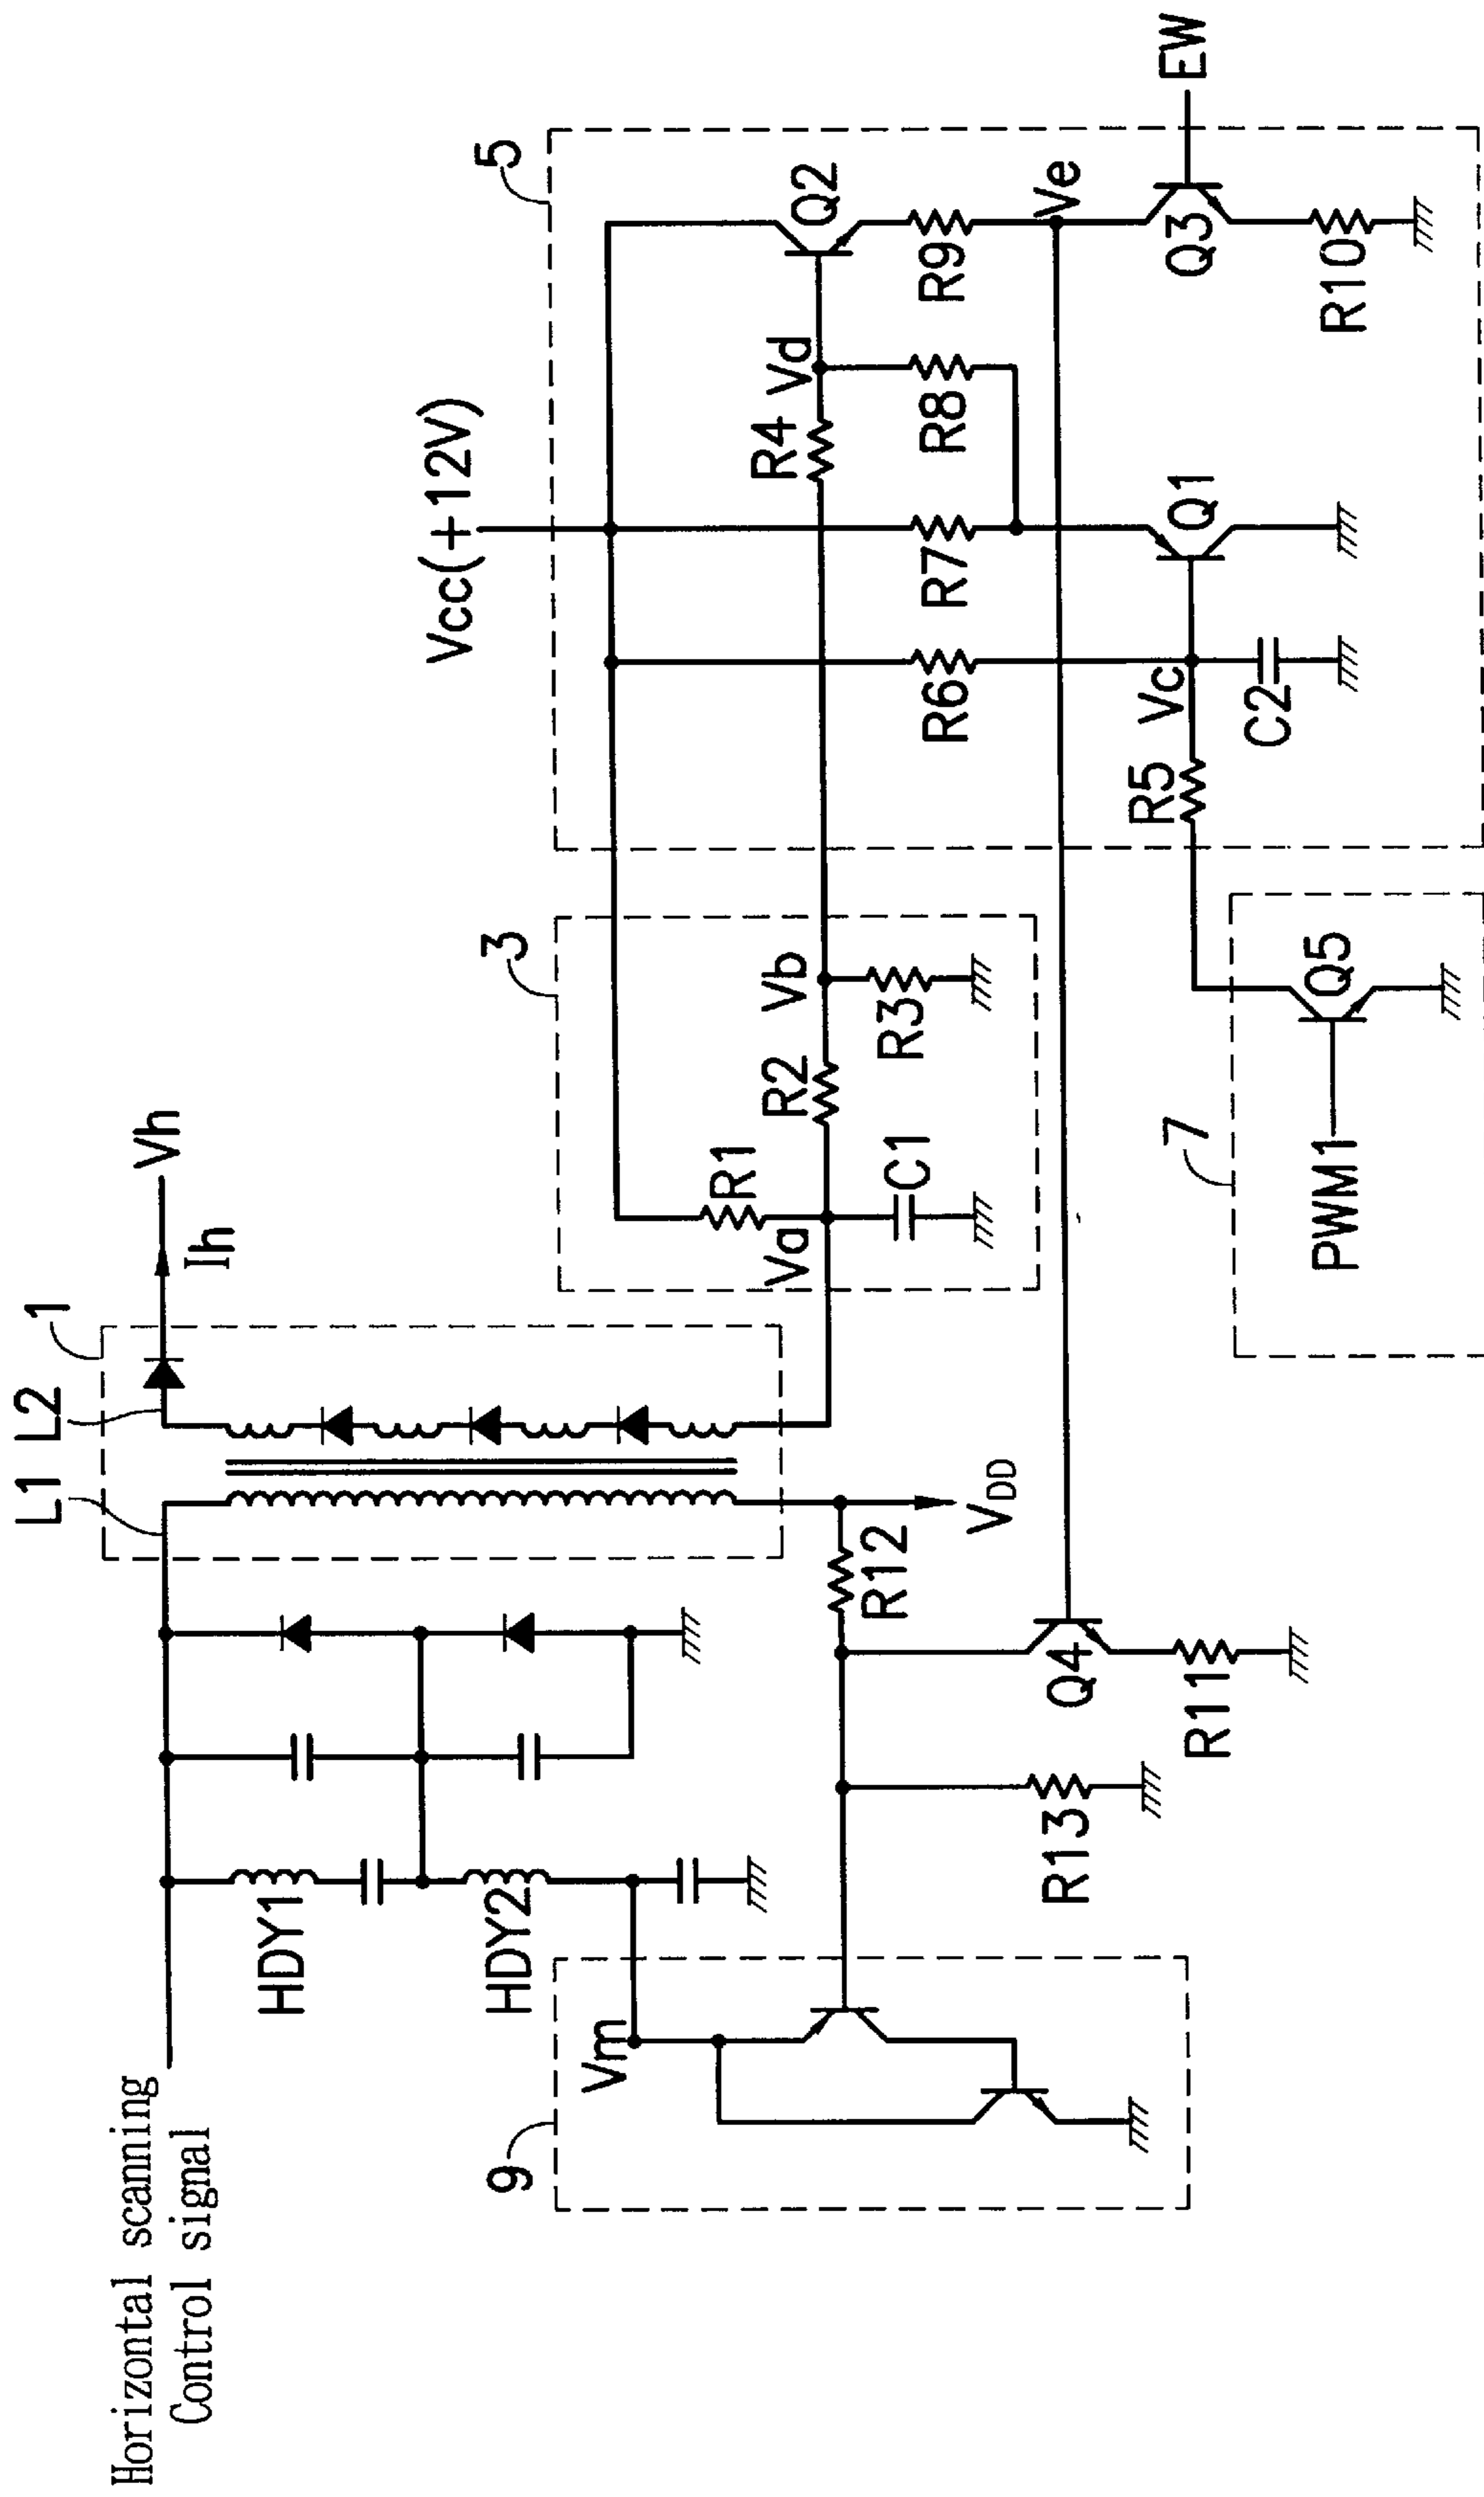 Horizontal scanning
Control signal
HDY1
HDY2
Vm
9
L1
L2
1
Ih
Vh
VDD
R12
Q4
R11
R13
3
R1
Va
C1
R2
Vb
R3
Vcc(+12V)
5
R4
Vd
Q2
R6
R7
R8
R9
Ve
EW
Vc
R5
C2
Q1
Q3
R10
7
PWM1
Q5